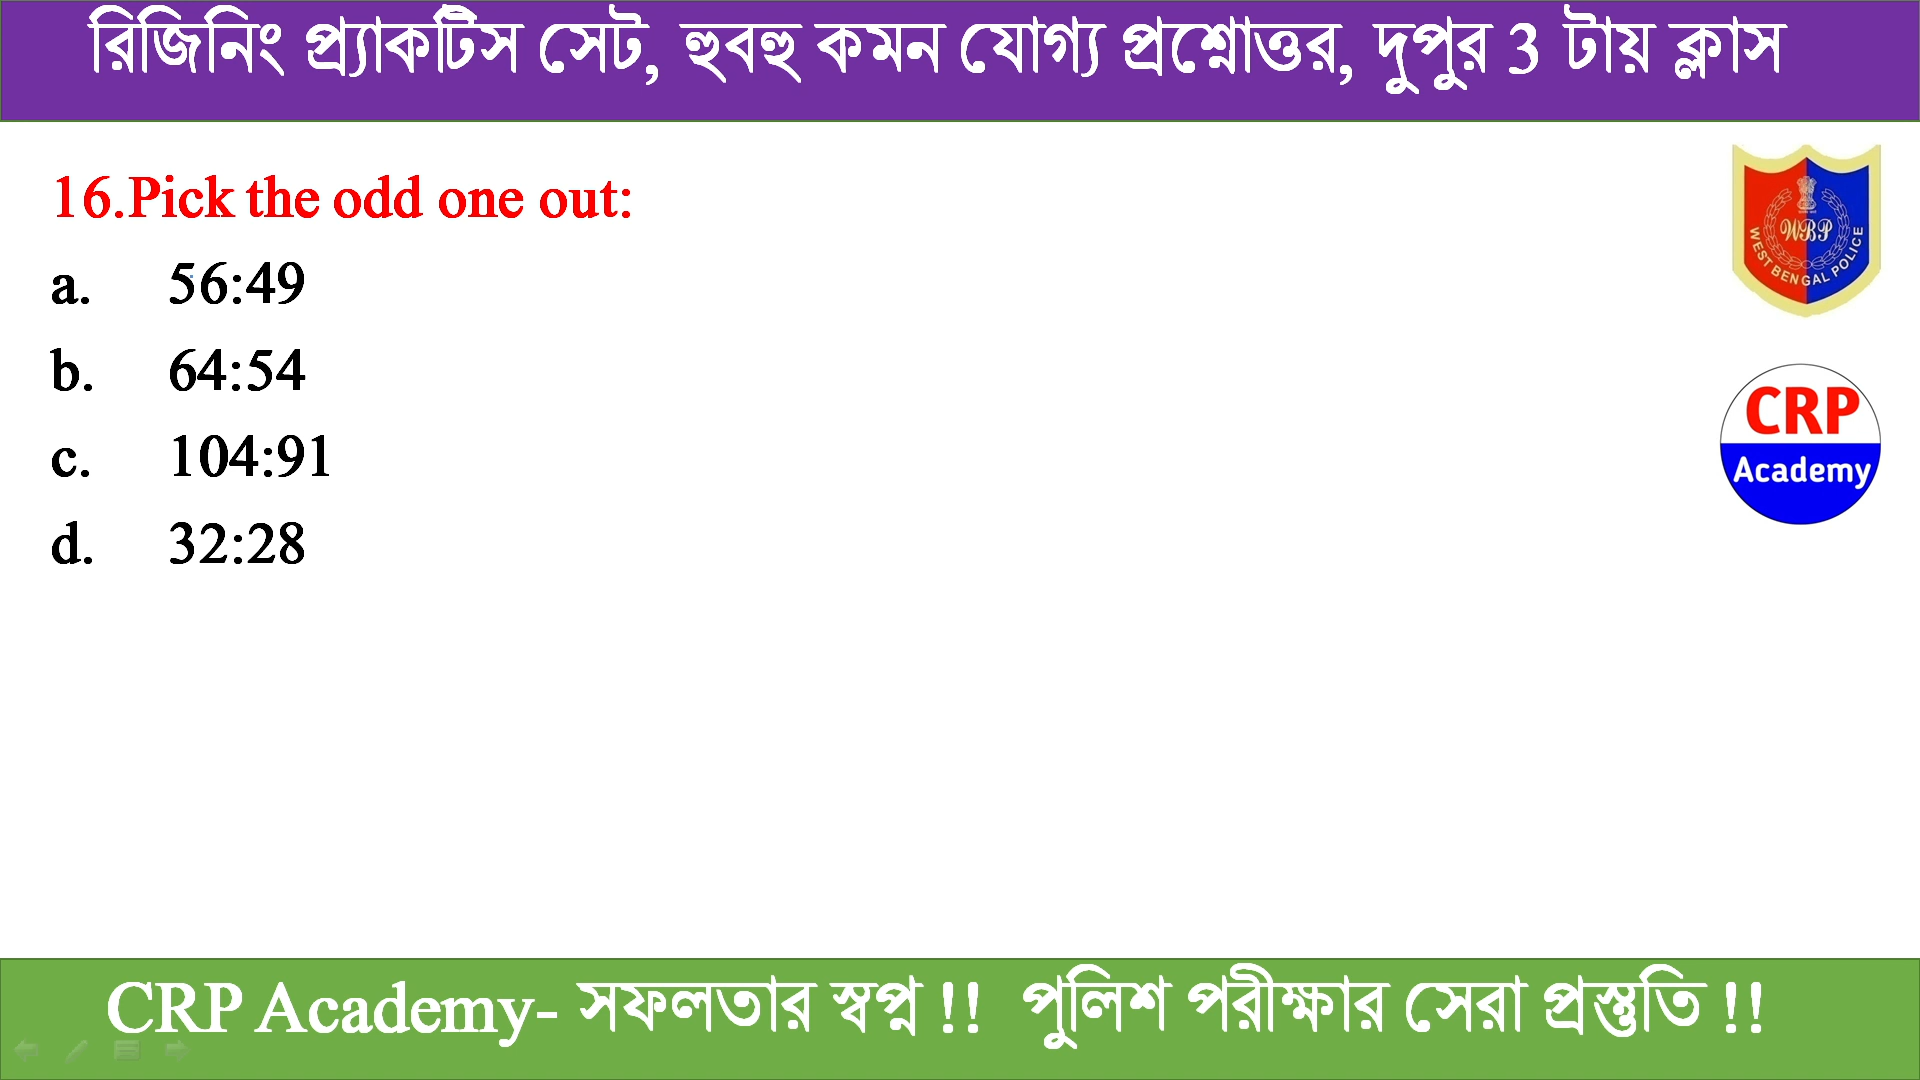 রিজিনিং প্র্যাকটিস সেট, হুবহু কমন যোগ্য প্রশ্নোত্তর, দুপুর 3 টায় ক্লাস
16.Pick the odd one out:
a. 56:49
b. 64:54
c. 104:91
d. 32:28
WBP
WEST BENGAL POLICE
CRP
Academy
CRP Academy- সফলতার স্বপ্ন !! পুলিশ পরীক্ষার সেরা প্রস্তুতি !!